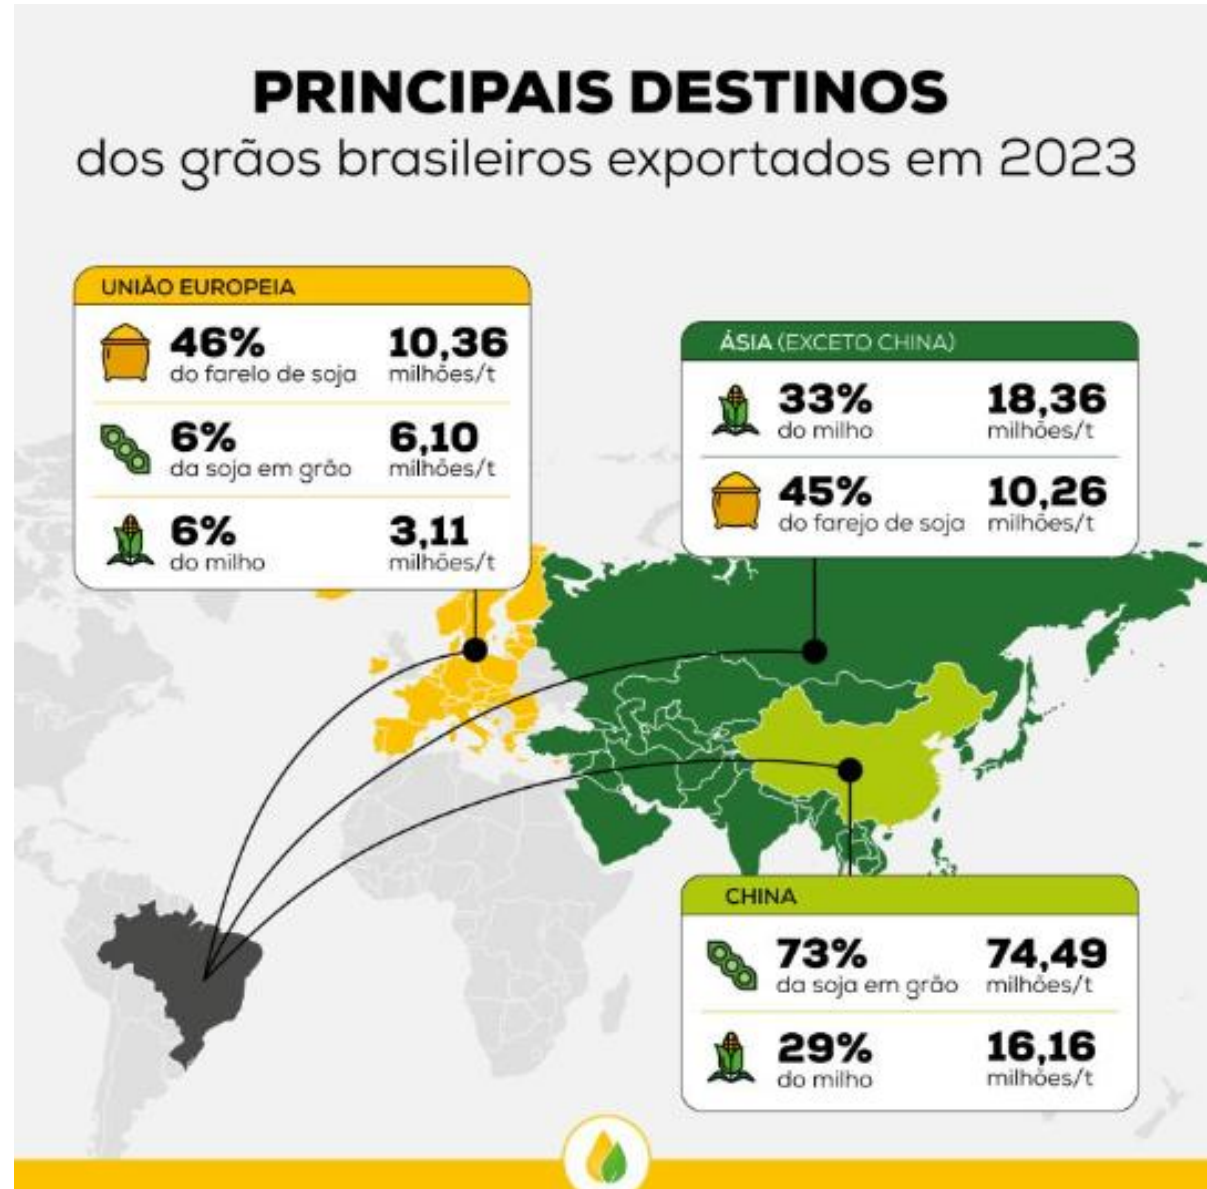 PRINCIPAIS DESTINOS
dos grãos brasileiros exportados em 2023
UNIÃO EUROPEIA
46% 10,36
do farelo de soja milhões/t
6% 6,10
da soja em grão milhões/t
6% 3,11
do milho milhões/t
ÁSIA (EXCETO CHINA)
33% 18,36
do milho milhões/t
45% 10,26
do farejo de soja milhões/t
CHINA
73% 74,49
da soja em grão milhões/t
29% 16,16
do milho milhões/t